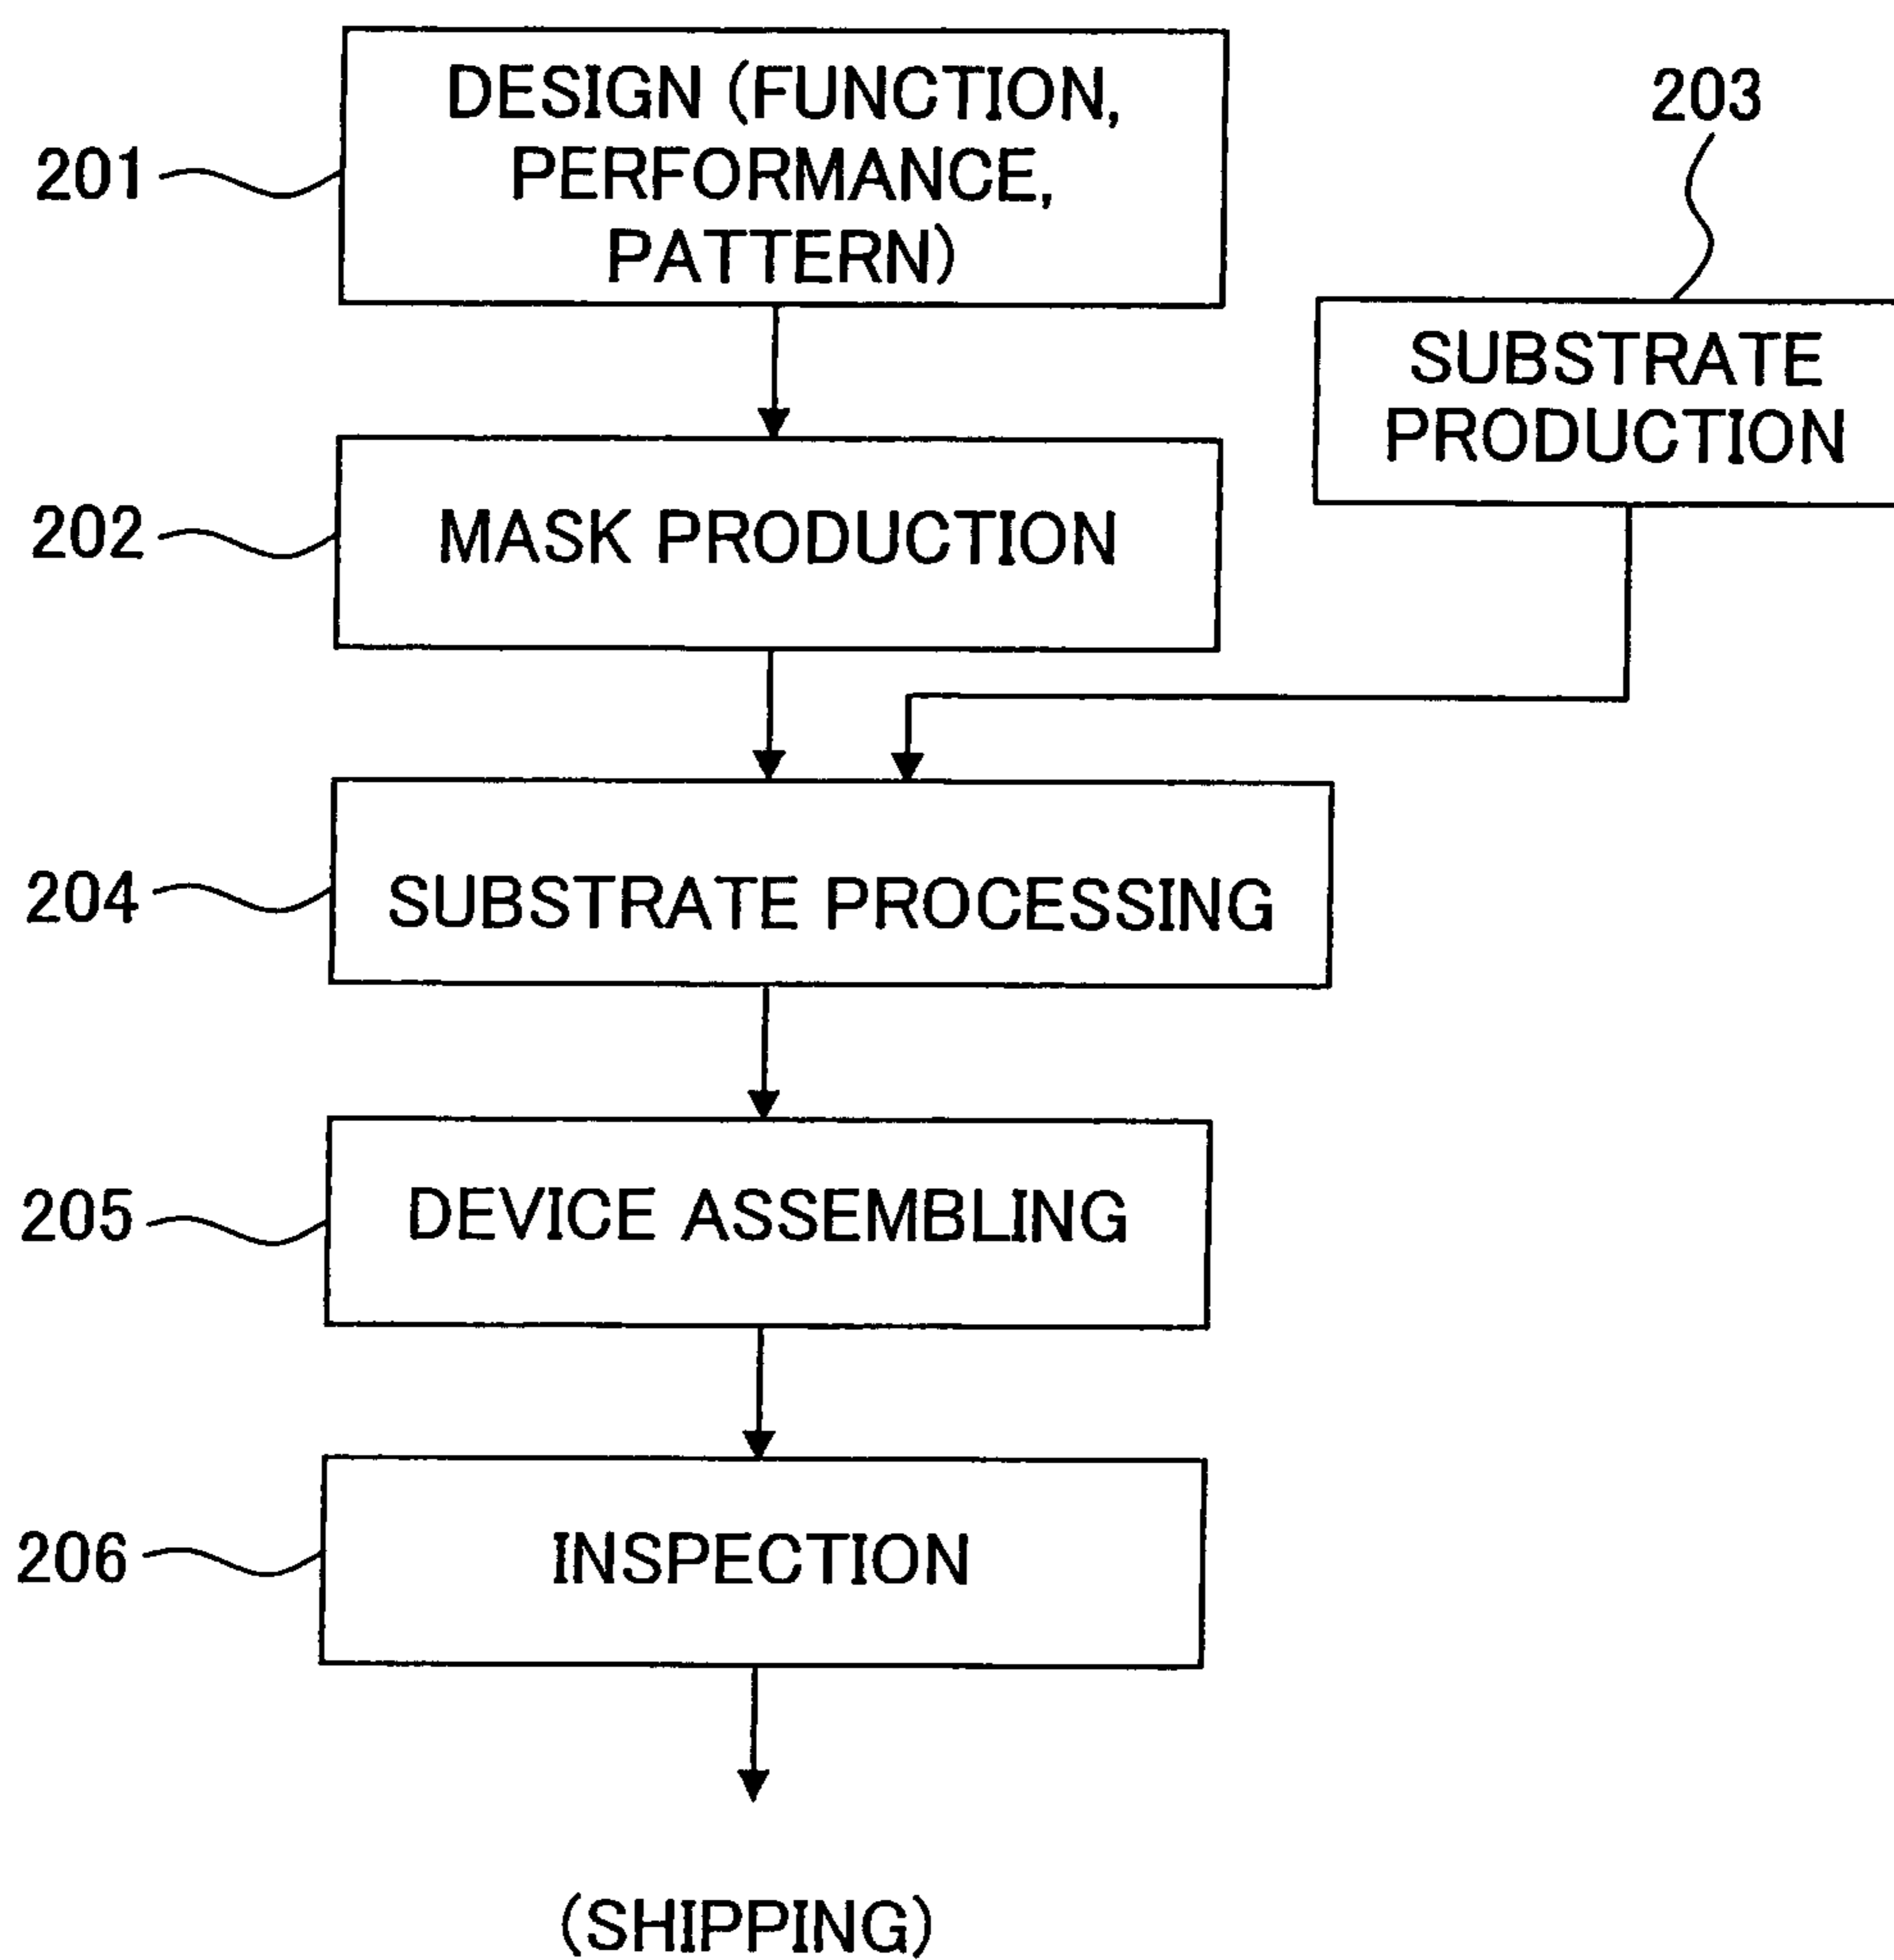 DESIGN (FUNCTION,
PERFORMANCE,
PATTERN)
201
203
SUBSTRATE
PRODUCTION
202
MASK PRODUCTION
204
SUBSTRATE PROCESSING
205
DEVICE ASSEMBLING
206
INSPECTION
(SHIPPING)